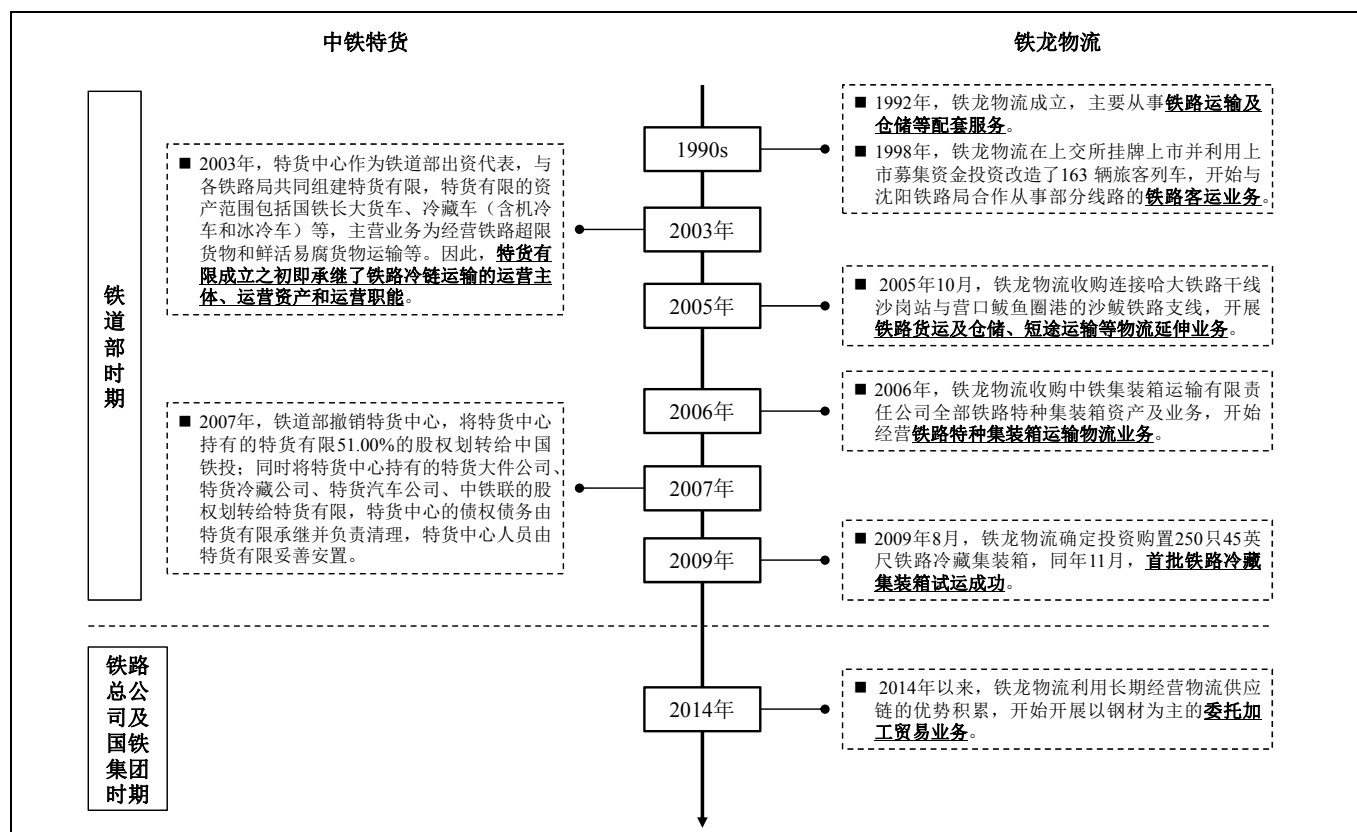 中铁特货
铁龙物流
铁道部时期
1990s
■ 1992年，铁龙物流成立，主要从事铁路运输及
仓储等配套服务。
■ 1998年，铁龙物流在上交所挂牌上市并利用上
市募集资金投资改造了163 辆旅客列车，开始与
沈阳铁路局合作从事部分线路的铁路客运业务。
■ 2003年，特货中心作为铁道部出资代表，与
各铁路局共同组建特货有限，特货有限的资
产范围包括国铁长大货车、冷藏车（含机冷
车和冰冷车）等，主营业务为经营铁路超限
货物和鲜活易腐货物运输等。因此，特货有
限成立之初即承继了铁路冷链运输的运营主
体、运营资产和运营职能。
2003年
2005年
■ 2005年10月，铁龙物流收购连接哈大铁路干线
沙岗站与营口鲅鱼圈港的沙鲅铁路支线，开展
铁路货运及仓储、短途运输等物流延伸业务。
2006年
■ 2006年，铁龙物流收购中铁集装箱运输有限责
任公司全部铁路特种集装箱资产及业务，开始
经营铁路特种集装箱运输物流业务。
■ 2007年，铁道部撤销特货中心，将特货中心
持有的特货有限51.00%的股权划转给中国
铁投；同时将特货中心持有的特货大件公司、
特货冷藏公司、特货汽车公司、中铁联的股
权划转给特货有限，特货中心的债权债务由
特货有限承继并负责清理，特货中心人员由
特货有限妥善安置。
2007年
2009年
■ 2009年8月，铁龙物流确定投资购置250只45英
尺铁路冷藏集装箱，同年11月，首批铁路冷藏
集装箱试运成功。
铁路
总公
司及
国铁
集团
时期
2014年
■ 2014年以来，铁龙物流利用长期经营物流供应
链的优势积累，开始开展以钢材为主的委托加
工贸易业务。